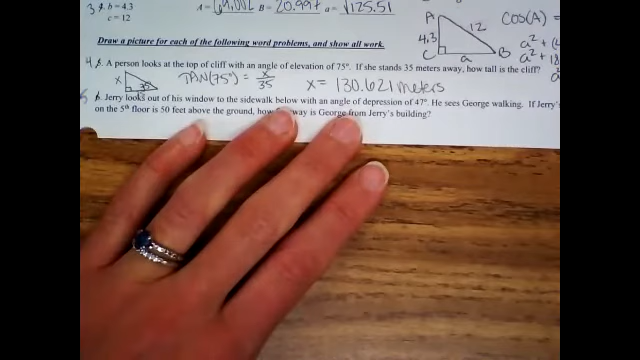 3 b = 4.3 A = 69.001 B = 20.99 a = √125.51
c = 12
A 12 COS(A) =
4.3
C a B
a² + (4
a² + 18
Draw a picture for each of the following word problems, and show all work.
4 . A person looks at the top of cliff with an angle of elevation of 75°. If she stands 35 meters away, how tall is the cliff?
x 35 TAN(75°) = x/35 x = 130.621 meters
5 . Jerry looks out of his window to the sidewalk below with an angle of depression of 47°. He sees George walking. If Jerry's
on the 5th floor is 50 feet above the ground, how away is George from Jerry's building?